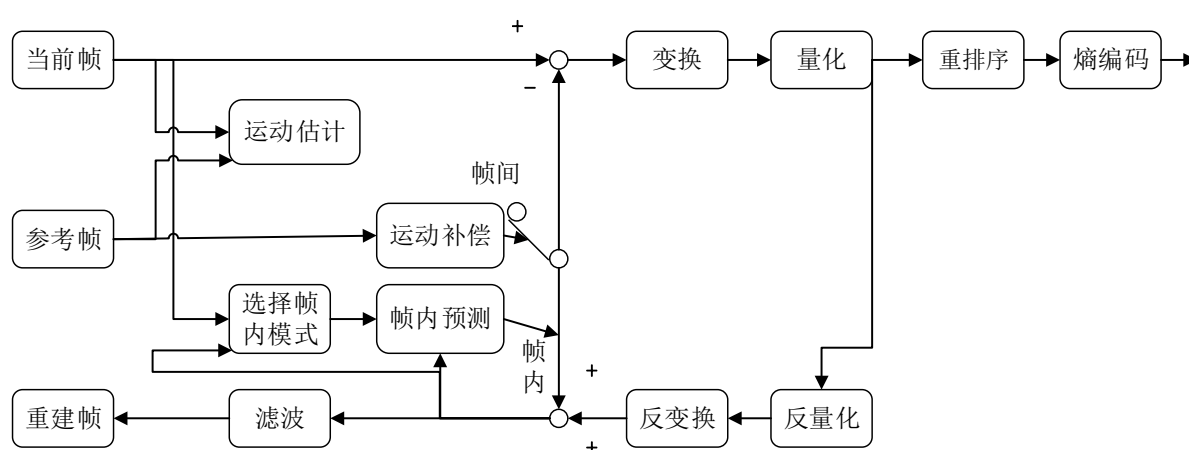 +
当前帧
变换
量化
重排序
熵编码
−
运动估计
帧间
参考帧
运动补偿
选择帧
内模式
帧内预测
帧
内
+
重建帧
滤波
反变换
反量化
+